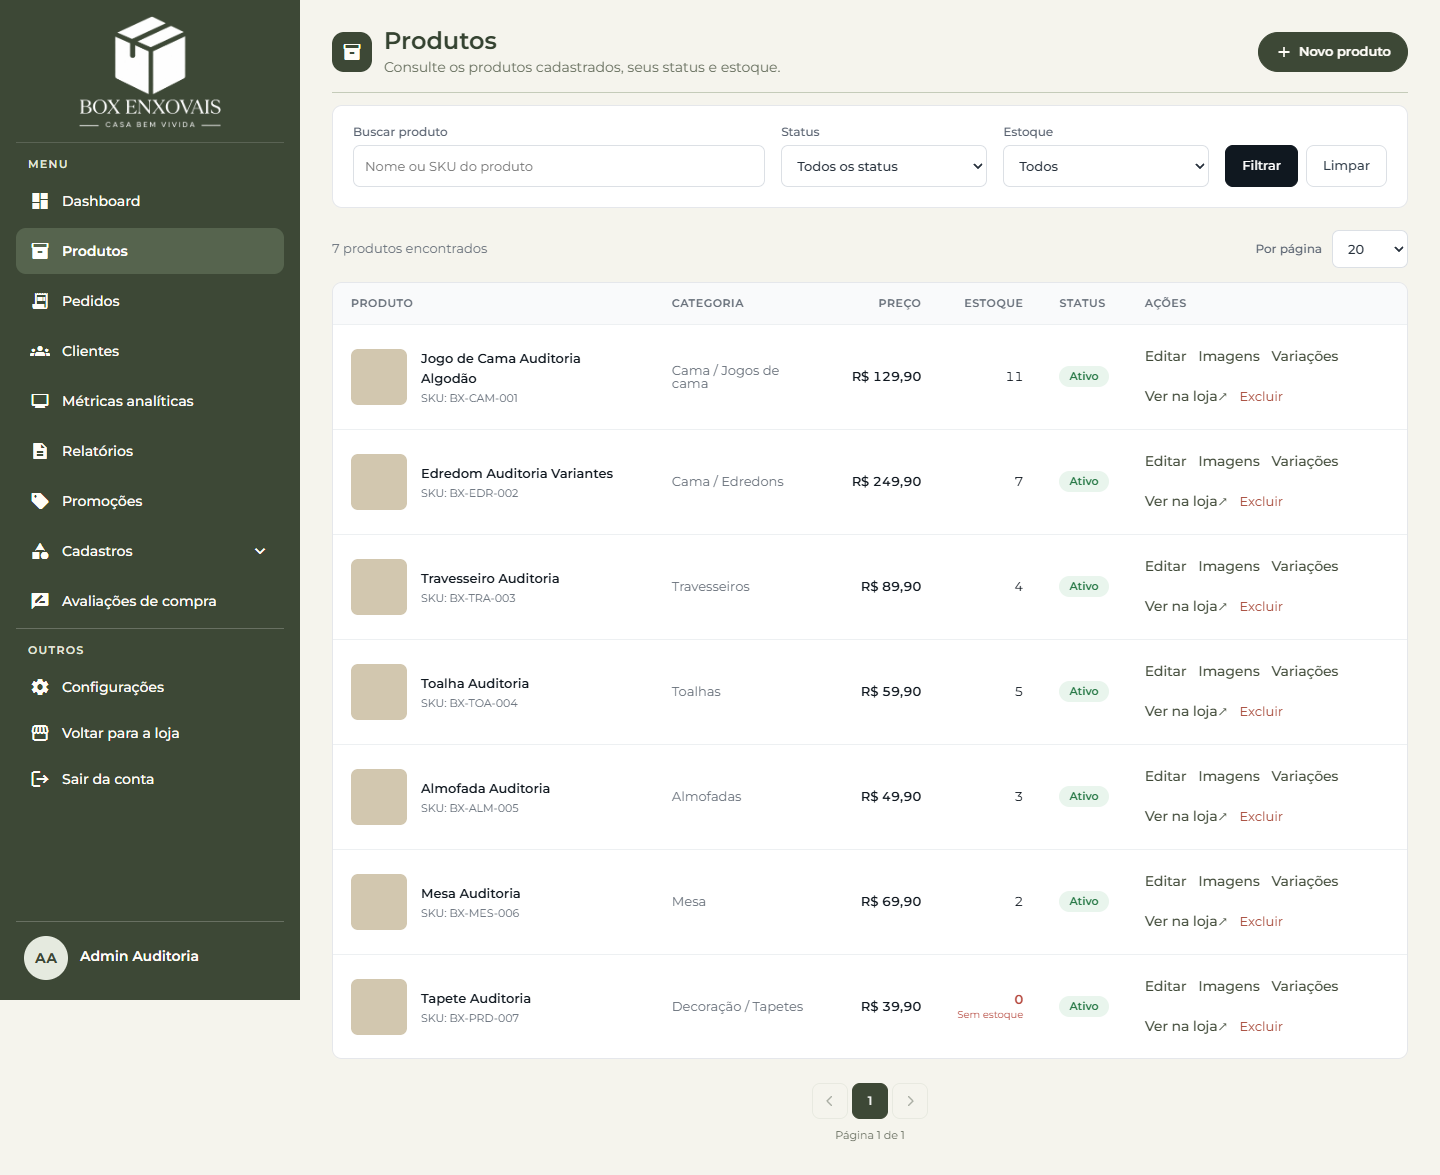 BOX ENXOVAIS
CASA BEM VIVIDA
MENU
Dashboard
Produtos
Pedidos
Clientes
Métricas analíticas
Relatórios
Promoções
Cadastros
Avaliações de compra
OUTROS
Configurações
Voltar para a loja
Sair da conta
AA
Admin Auditoria
Produtos
Consulte os produtos cadastrados, seus status e estoque.
+ Novo produto
Buscar produto
Nome ou SKU do produto
Status
Todos os status
Estoque
Todos
Filtrar
Limpar
7 produtos encontrados
Por página
20
PRODUTO CATEGORIA PREÇO ESTOQUE STATUS AÇÕES
Jogo de Cama Auditoria
Algodão
SKU: BX-CAM-001
Cama / Jogos de
cama
R$ 129,90
11
Ativo
Editar Imagens Variações
Ver na loja↗ Excluir
Edredom Auditoria Variantes
SKU: BX-EDR-002
Cama / Edredons
R$ 249,90
7
Ativo
Editar Imagens Variações
Ver na loja↗ Excluir
Travesseiro Auditoria
SKU: BX-TRA-003
Travesseiros
R$ 89,90
4
Ativo
Editar Imagens Variações
Ver na loja↗ Excluir
Toalha Auditoria
SKU: BX-TOA-004
Toalhas
R$ 59,90
5
Ativo
Editar Imagens Variações
Ver na loja↗ Excluir
Almofada Auditoria
SKU: BX-ALM-005
Almofadas
R$ 49,90
3
Ativo
Editar Imagens Variações
Ver na loja↗ Excluir
Mesa Auditoria
SKU: BX-MES-006
Mesa
R$ 69,90
2
Ativo
Editar Imagens Variações
Ver na loja↗ Excluir
Tapete Auditoria
SKU: BX-PRD-007
Decoração / Tapetes
R$ 39,90
0
Sem estoque
Ativo
Editar Imagens Variações
Ver na loja↗ Excluir
1
Página 1 de 1